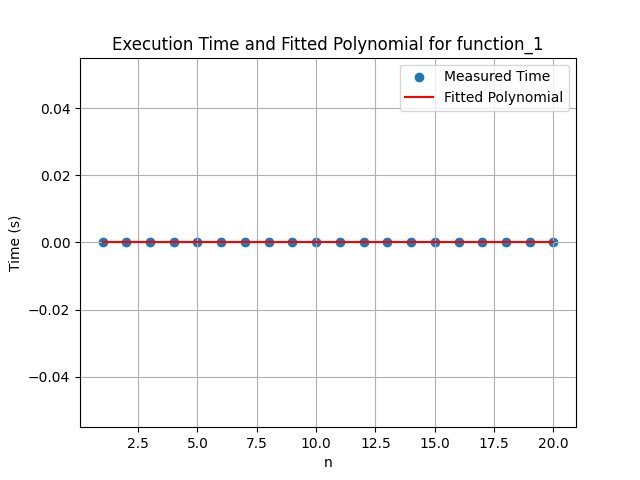 Execution Time and Fitted Polynomial for function_1
Measured Time
Fitted Polynomial
0.04
0.02
0.00
−0.02
−0.04
Time (s)
2.5 5.0 7.5 10.0 12.5 15.0 17.5 20.0
n